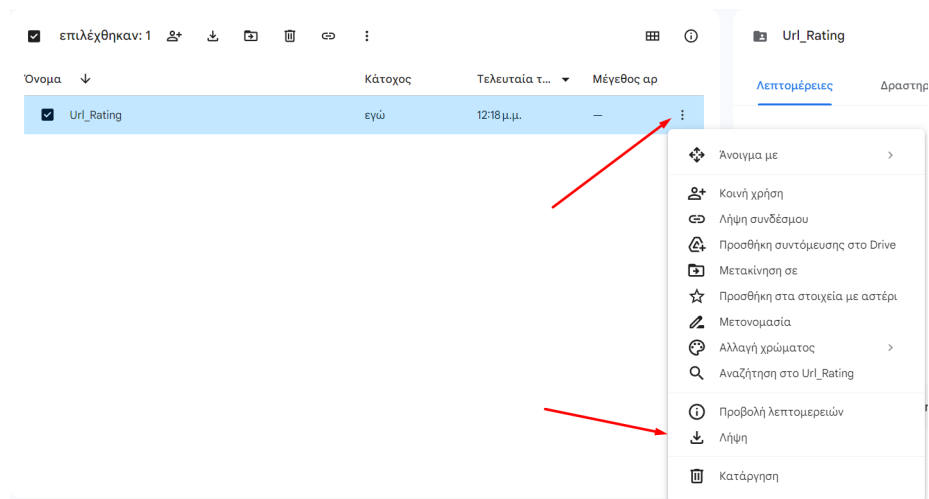 επιλέχθηκαν: 1
Url_Rating
Όνομα
Κάτοχος
Τελευταία τ...
Μέγεθος αρ
Λεπτομέρειες
Δραστηρ
Url_Rating
εγώ
12:18 μ.μ.
—
Άνοιγμα με
Κοινή χρήση
Λήψη συνδέσμου
Προσθήκη συντόμευσης στο Drive
Μετακίνηση σε
Προσθήκη στα στοιχεία με αστέρι
Μετονομασία
Αλλαγή χρώματος
Αναζήτηση στο Url_Rating
Προβολή λεπτομερειών
Λήψη
Κατάργηση